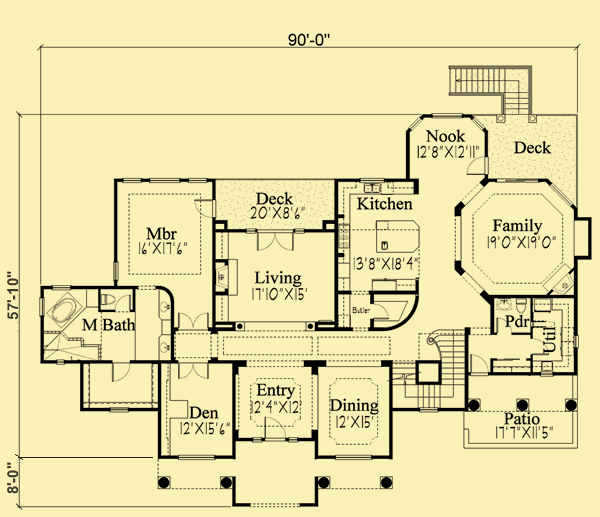 90'-0"
Nook
12'8"X12'11"
Deck
Deck
20'X8'6"
Kitchen
13'8"X18'4"
Mbr
16'X17'6"
Family
19'0"X19'0"
Living
17'10"X15'
57'-10"
M Bath
Butler
Pdr
Util
Entry
12'4"X12'
Den
12'X15'6"
Dining
12'X15'
Patio
17'7"X11'5"
8'-0"